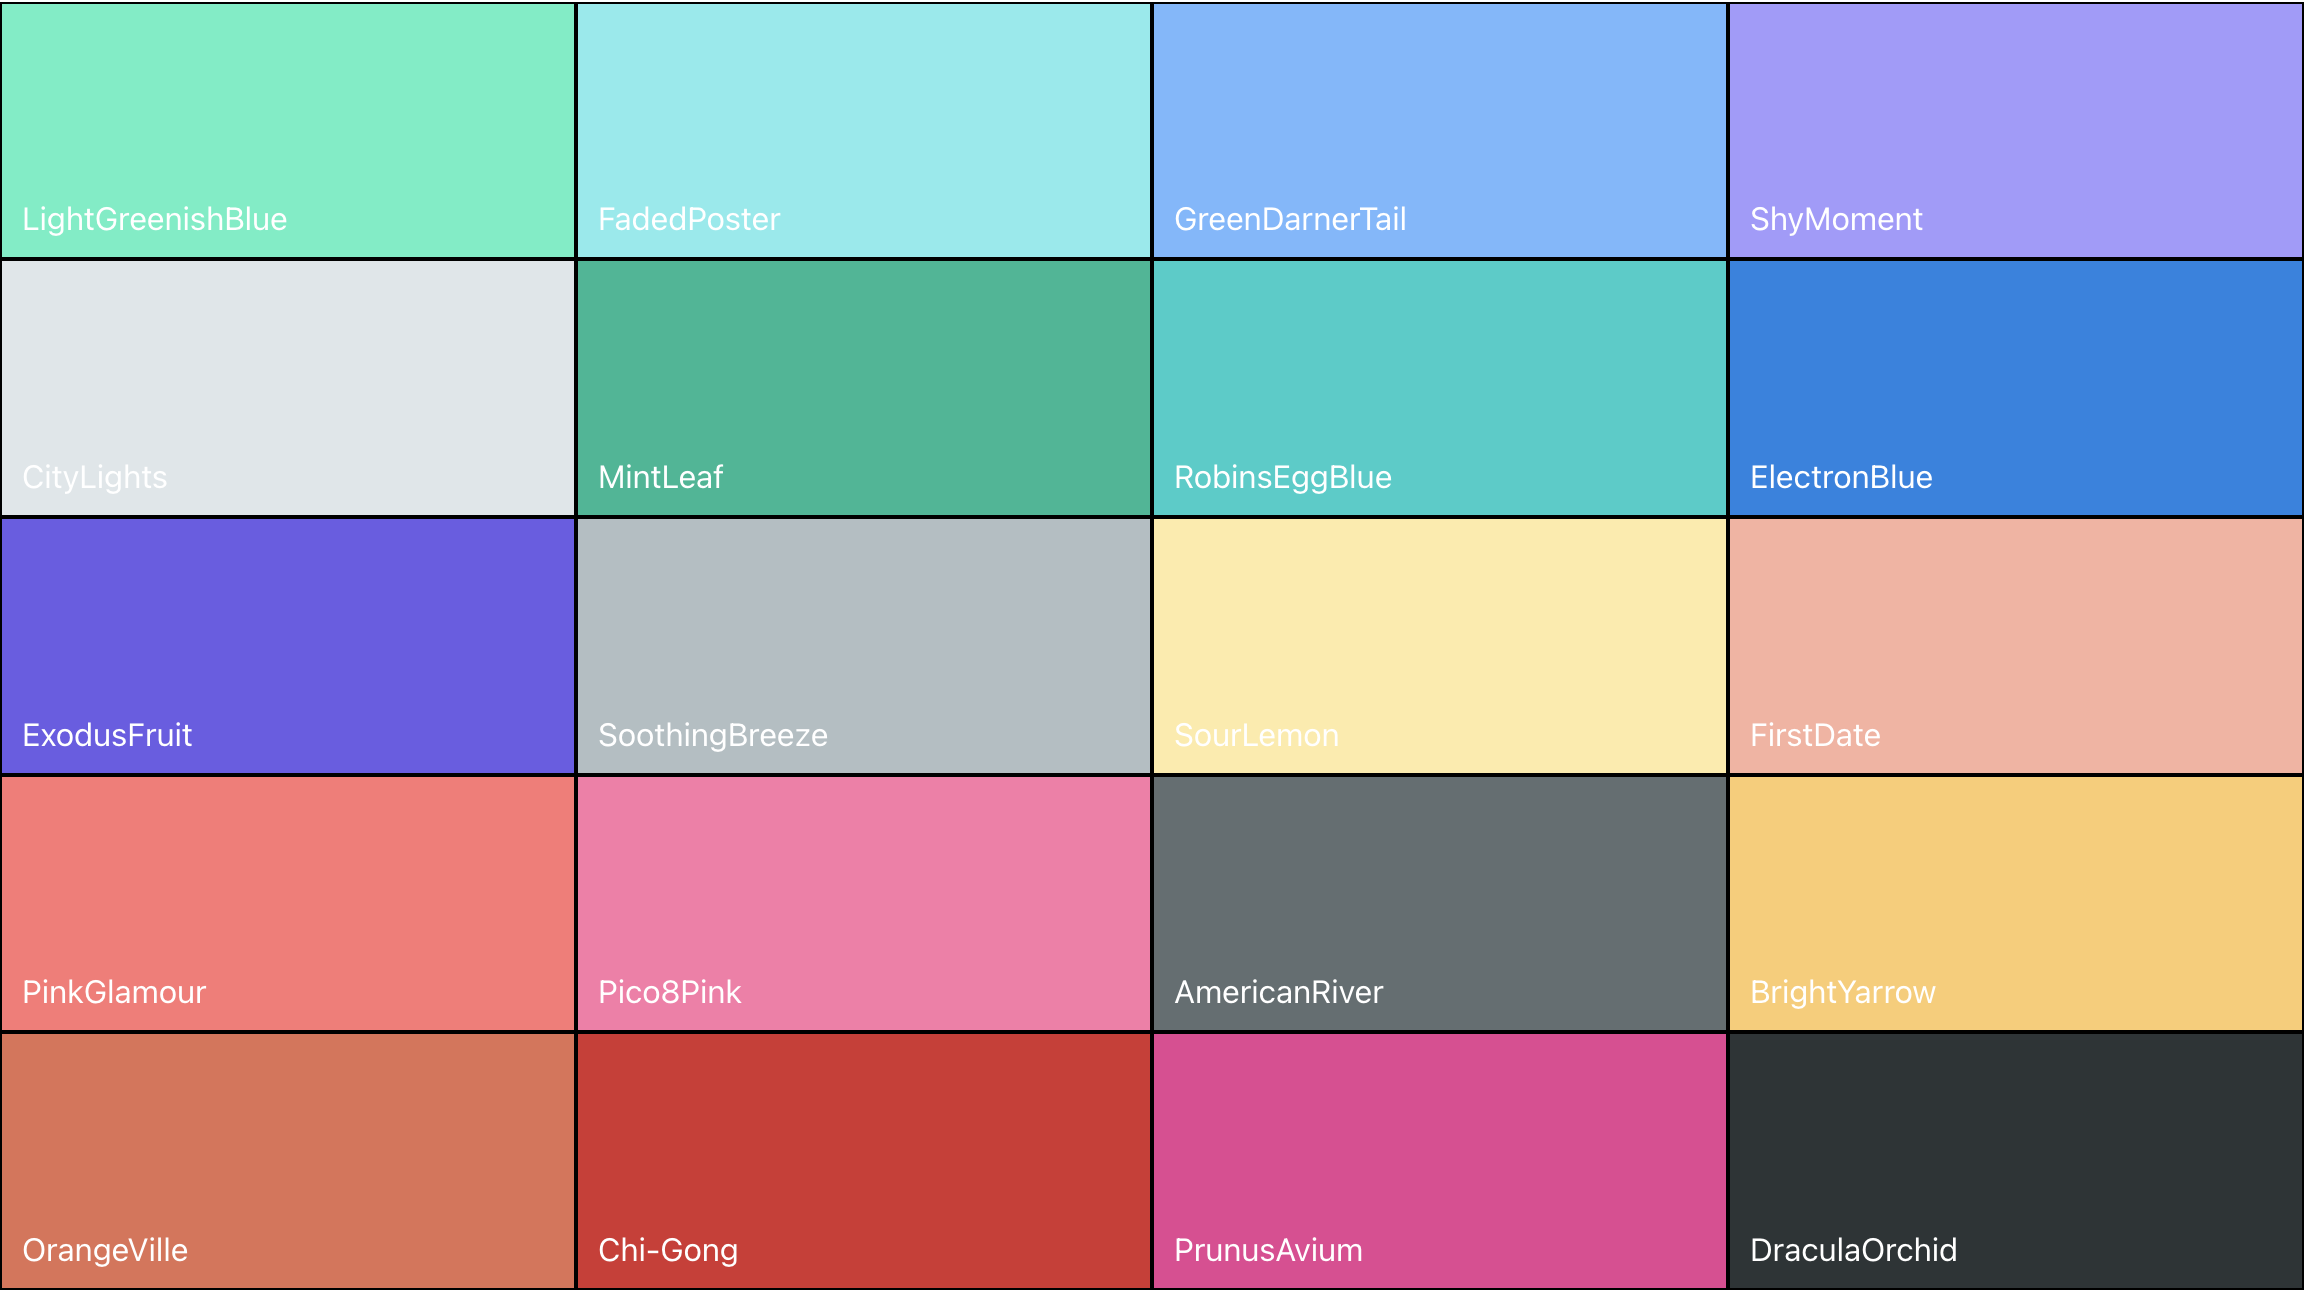 LightGreenishBlue
FadedPoster
GreenDarnerTail
ShyMoment
CityLights
MintLeaf
RobinsEggBlue
ElectronBlue
ExodusFruit
SoothingBreeze
SourLemon
FirstDate
PinkGlamour
Pico8Pink
AmericanRiver
BrightYarrow
OrangeVille
Chi-Gong
PrunusAvium
DraculaOrchid